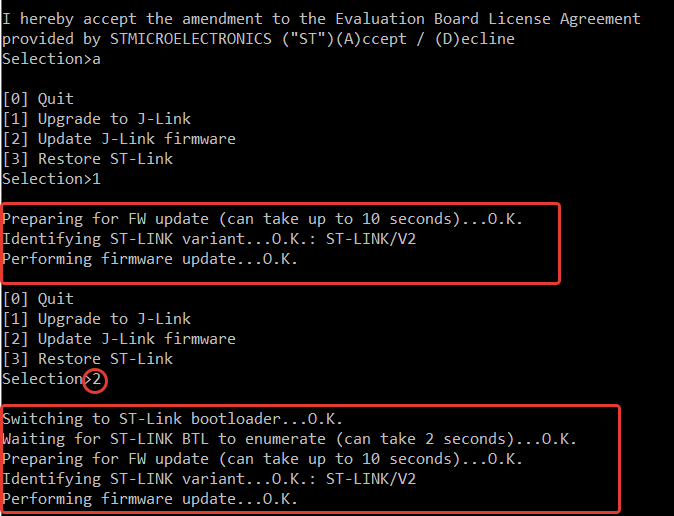 I hereby accept the amendment to the Evaluation Board License Agreement
provided by STMICROELECTRONICS ("ST")(A)ccept / (D)ecline
Selection>a
[0] Quit
[1] Upgrade to J-Link
[2] Update J-Link firmware
[3] Restore ST-Link
Selection>1
Preparing for FW update (can take up to 10 seconds)...O.K.
Identifying ST-LINK variant...O.K.: ST-LINK/V2
Performing firmware update...O.K.
[0] Quit
[1] Upgrade to J-Link
[2] Update J-Link firmware
[3] Restore ST-Link
Selection>2
Switching to ST-Link bootloader...O.K.
Waiting for ST-LINK BTL to enumerate (can take 2 seconds)...O.K.
Preparing for FW update (can take up to 10 seconds)...O.K.
Identifying ST-LINK variant...O.K.: ST-LINK/V2
Performing firmware update...O.K.